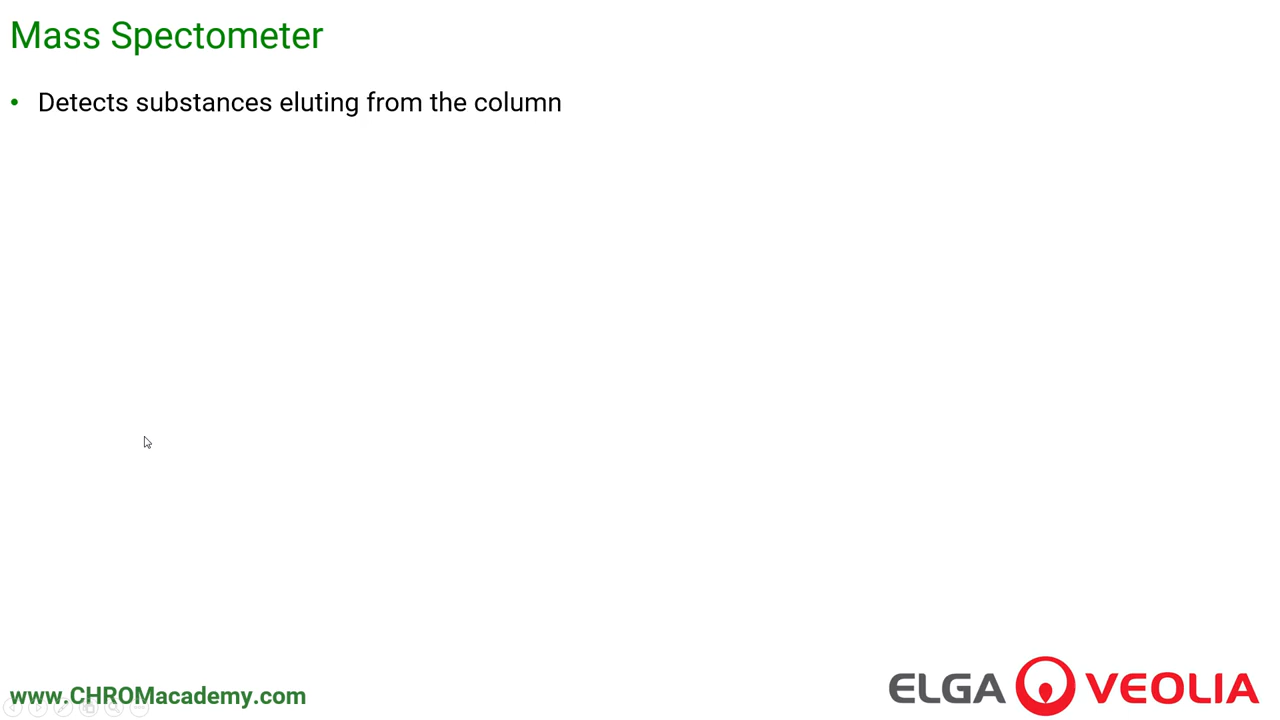 Mass Spectometer
• Detects substances eluting from the column
www.CHROMacademy.com
ELGA VEOLIA